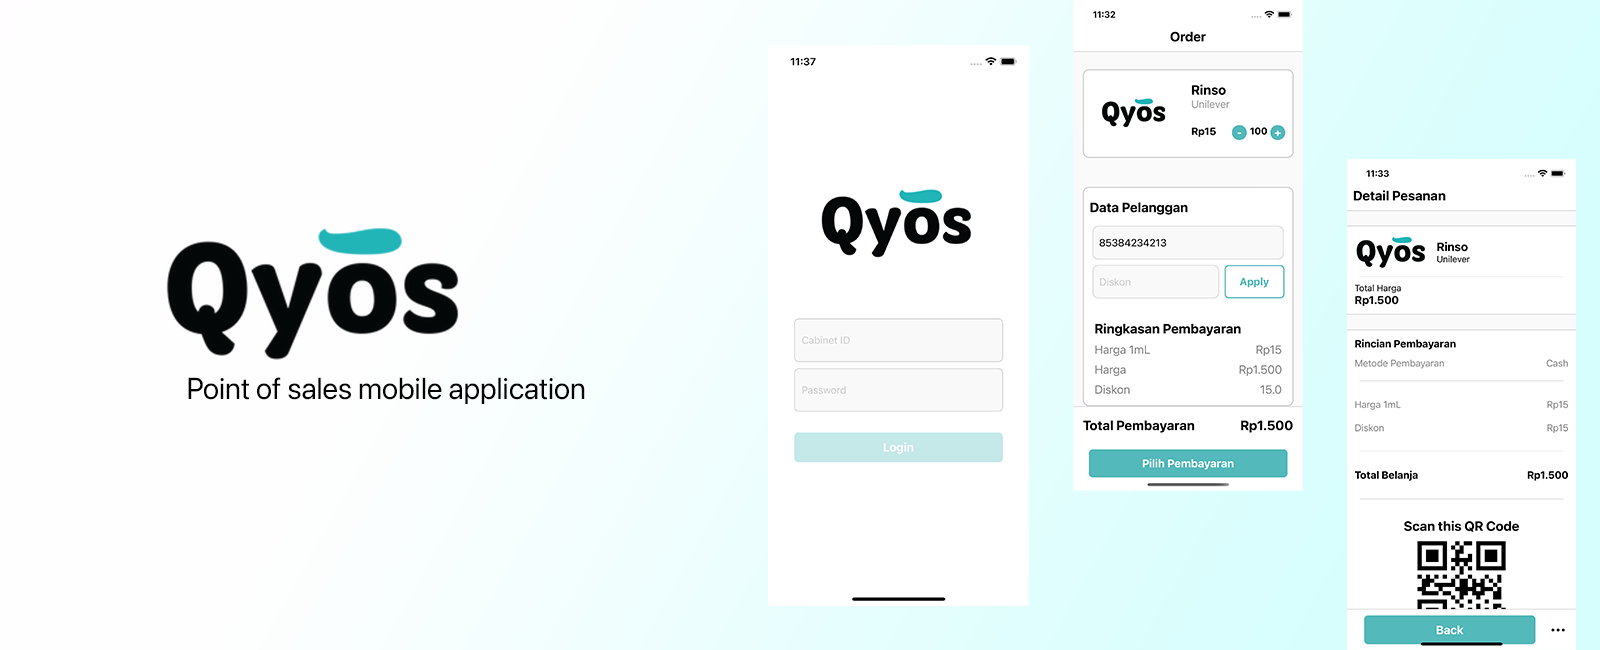 Qyos
Point of sales mobile application
11:37
Qyos
Cabinet ID
Password
Login
11:32
Order
Qyos
Rinso
Unilever
Rp15 - 100 +
Data Pelanggan
85384234213
Diskon Apply
Ringkasan Pembayaran
Harga 1mL Rp15
Harga Rp1.500
Diskon 15.0
Total Pembayaran Rp1.500
Pilih Pembayaran
11:33
Detail Pesanan
Qyos
Rinso
Unilever
Total Harga
Rp1.500
Rincian Pembayaran
Metode Pembayaran Cash
Harga 1mL Rp15
Diskon Rp15
Total Belanja Rp1.500
Scan this QR Code
Back ...